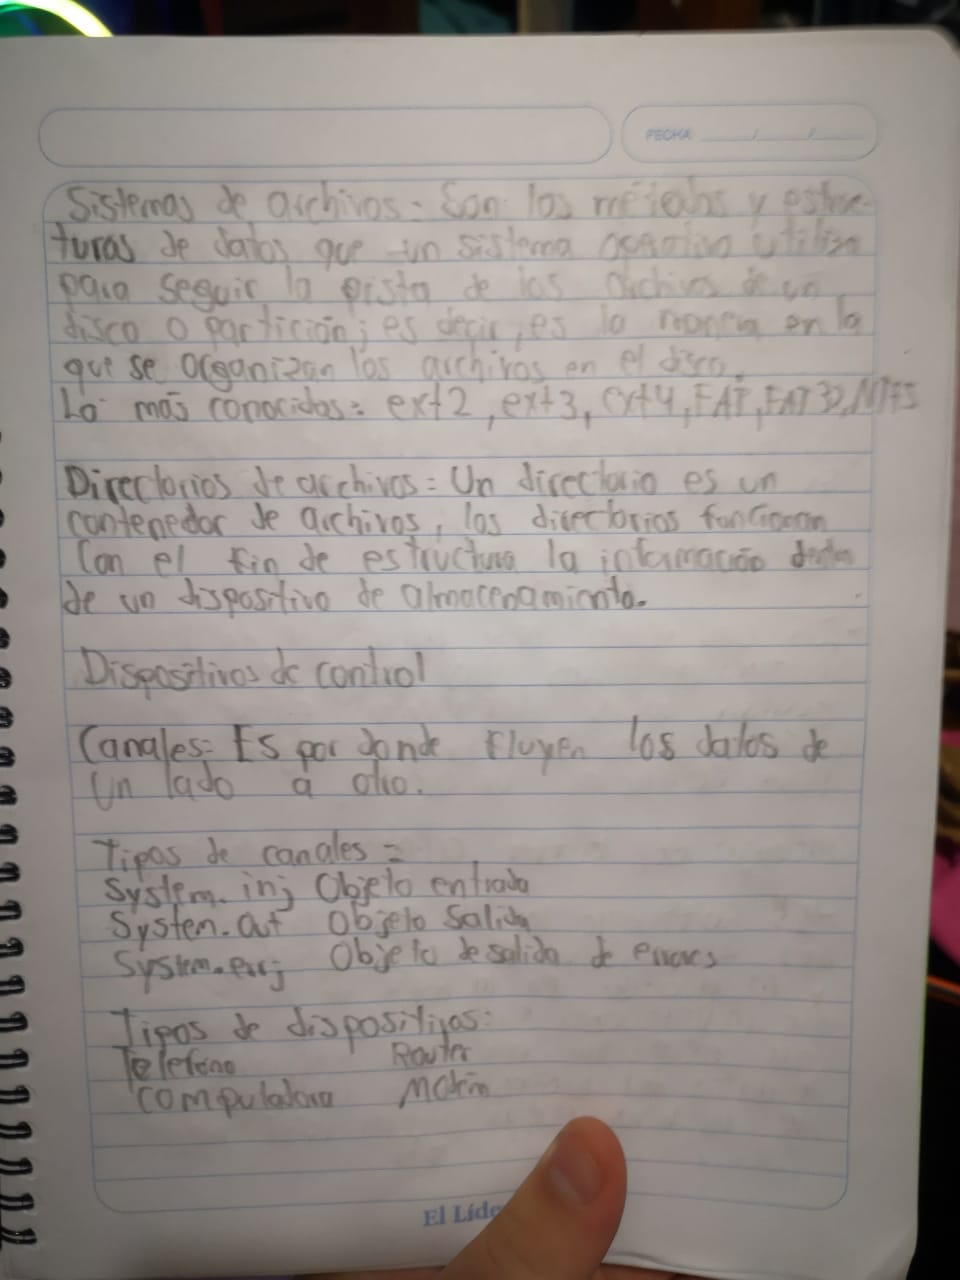 FECHA / /
Sistemas de archivos = Son los métodos y estruc-
turas de datos que un sistema operativo utiliza
para seguir la pista de los archivos de un
disco o partición; es decir, es la manera en la
que se organizan los archivos en el disco.
Lo más conocidos = ext2, ext3, ext4, FAT, FAT32, NTFS
Directorios de archivos = Un directorio es un
contenedor de archivos, los directorios funcionan
Con el fin de estructura la información dentro
de un dispositivo de almacenamiento.
Dispositivos de control
Canales = Es por donde Fluyen los datos de
Un lado a otro.
Tipos de canales =
System.in; Objeto entrada
System.out Objeto Salida
System.err; Objeto de salida de errores
Tipos de dispositivos:
Telefono Router
computadora
El Líde